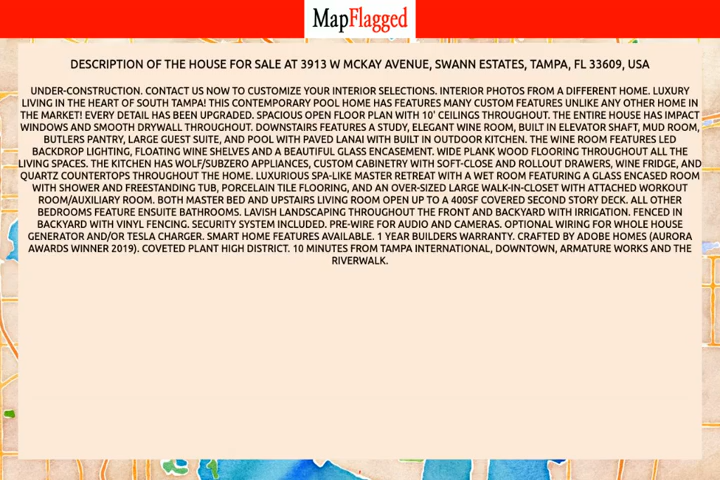 MapFlagged
DESCRIPTION OF THE HOUSE FOR SALE AT 3913 W MCKAY AVENUE, SWANN ESTATES, TAMPA, FL 33609, USA
UNDER-CONSTRUCTION. CONTACT US NOW TO CUSTOMIZE YOUR INTERIOR SELECTIONS. INTERIOR PHOTOS FROM A DIFFERENT HOME. LUXURY
LIVING IN THE HEART OF SOUTH TAMPA! THIS CONTEMPORARY POOL HOME HAS FEATURES MANY CUSTOM FEATURES UNLIKE ANY OTHER HOME IN
THE MARKET! EVERY DETAIL HAS BEEN UPGRADED. SPACIOUS OPEN FLOOR PLAN WITH 10' CEILINGS THROUGHOUT. THE ENTIRE HOUSE HAS IMPACT
WINDOWS AND SMOOTH DRYWALL THROUGHOUT. DOWNSTAIRS FEATURES A STUDY, ELEGANT WINE ROOM, BUILT IN ELEVATOR SHAFT, MUD ROOM,
BUTLERS PANTRY, LARGE GUEST SUITE, AND POOL WITH PAVED LANAI WITH BUILT IN OUTDOOR KITCHEN. THE WINE ROOM FEATURES LED
BACKDROP LIGHTING, FLOATING WINE SHELVES AND A BEAUTIFUL GLASS ENCASEMENT. WIDE PLANK WOOD FLOORING THROUGHOUT ALL THE
LIVING SPACES. THE KITCHEN HAS WOLF/SUBZERO APPLIANCES, CUSTOM CABINETRY WITH SOFT-CLOSE AND ROLLOUT DRAWERS, WINE FRIDGE, AND
QUARTZ COUNTERTOPS THROUGHOUT THE HOME. LUXURIOUS SPA-LIKE MASTER RETREAT WITH A WET ROOM FEATURING A GLASS ENCASED ROOM
WITH SHOWER AND FREESTANDING TUB, PORCELAIN TILE FLOORING, AND AN OVER-SIZED LARGE WALK-IN-CLOSET WITH ATTACHED WORKOUT
ROOM/AUXILIARY ROOM. BOTH MASTER BED AND UPSTAIRS LIVING ROOM OPEN UP TO A 400SF COVERED SECOND STORY DECK. ALL OTHER
BEDROOMS FEATURE ENSUITE BATHROOMS. LAVISH LANDSCAPING THROUGHOUT THE FRONT AND BACKYARD WITH IRRIGATION. FENCED IN
BACKYARD WITH VINYL FENCING. SECURITY SYSTEM INCLUDED. PRE-WIRE FOR AUDIO AND CAMERAS. OPTIONAL WIRING FOR WHOLE HOUSE
GENERATOR AND/OR TESLA CHARGER. SMART HOME FEATURES AVAILABLE. 1 YEAR BUILDERS WARRANTY. CRAFTED BY ADOBE HOMES (AURORA
AWARDS WINNER 2019). COVETED PLANT HIGH DISTRICT. 10 MINUTES FROM TAMPA INTERNATIONAL, DOWNTOWN, ARMATURE WORKS AND THE
RIVERWALK.